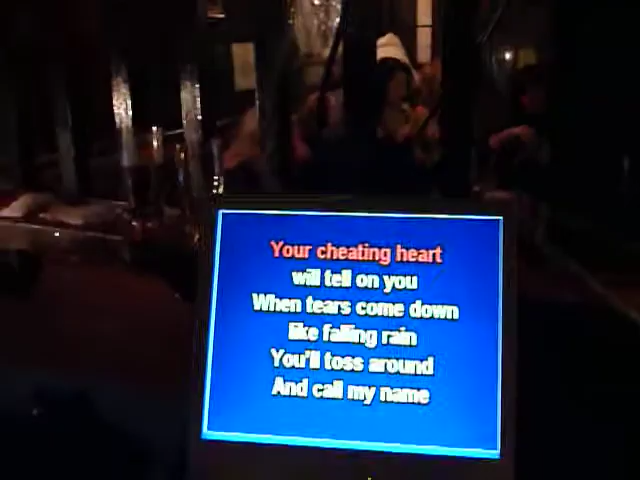 Your cheating heart
will tell on you
When tears come down
like falling rain
You'll toss around
And call my name